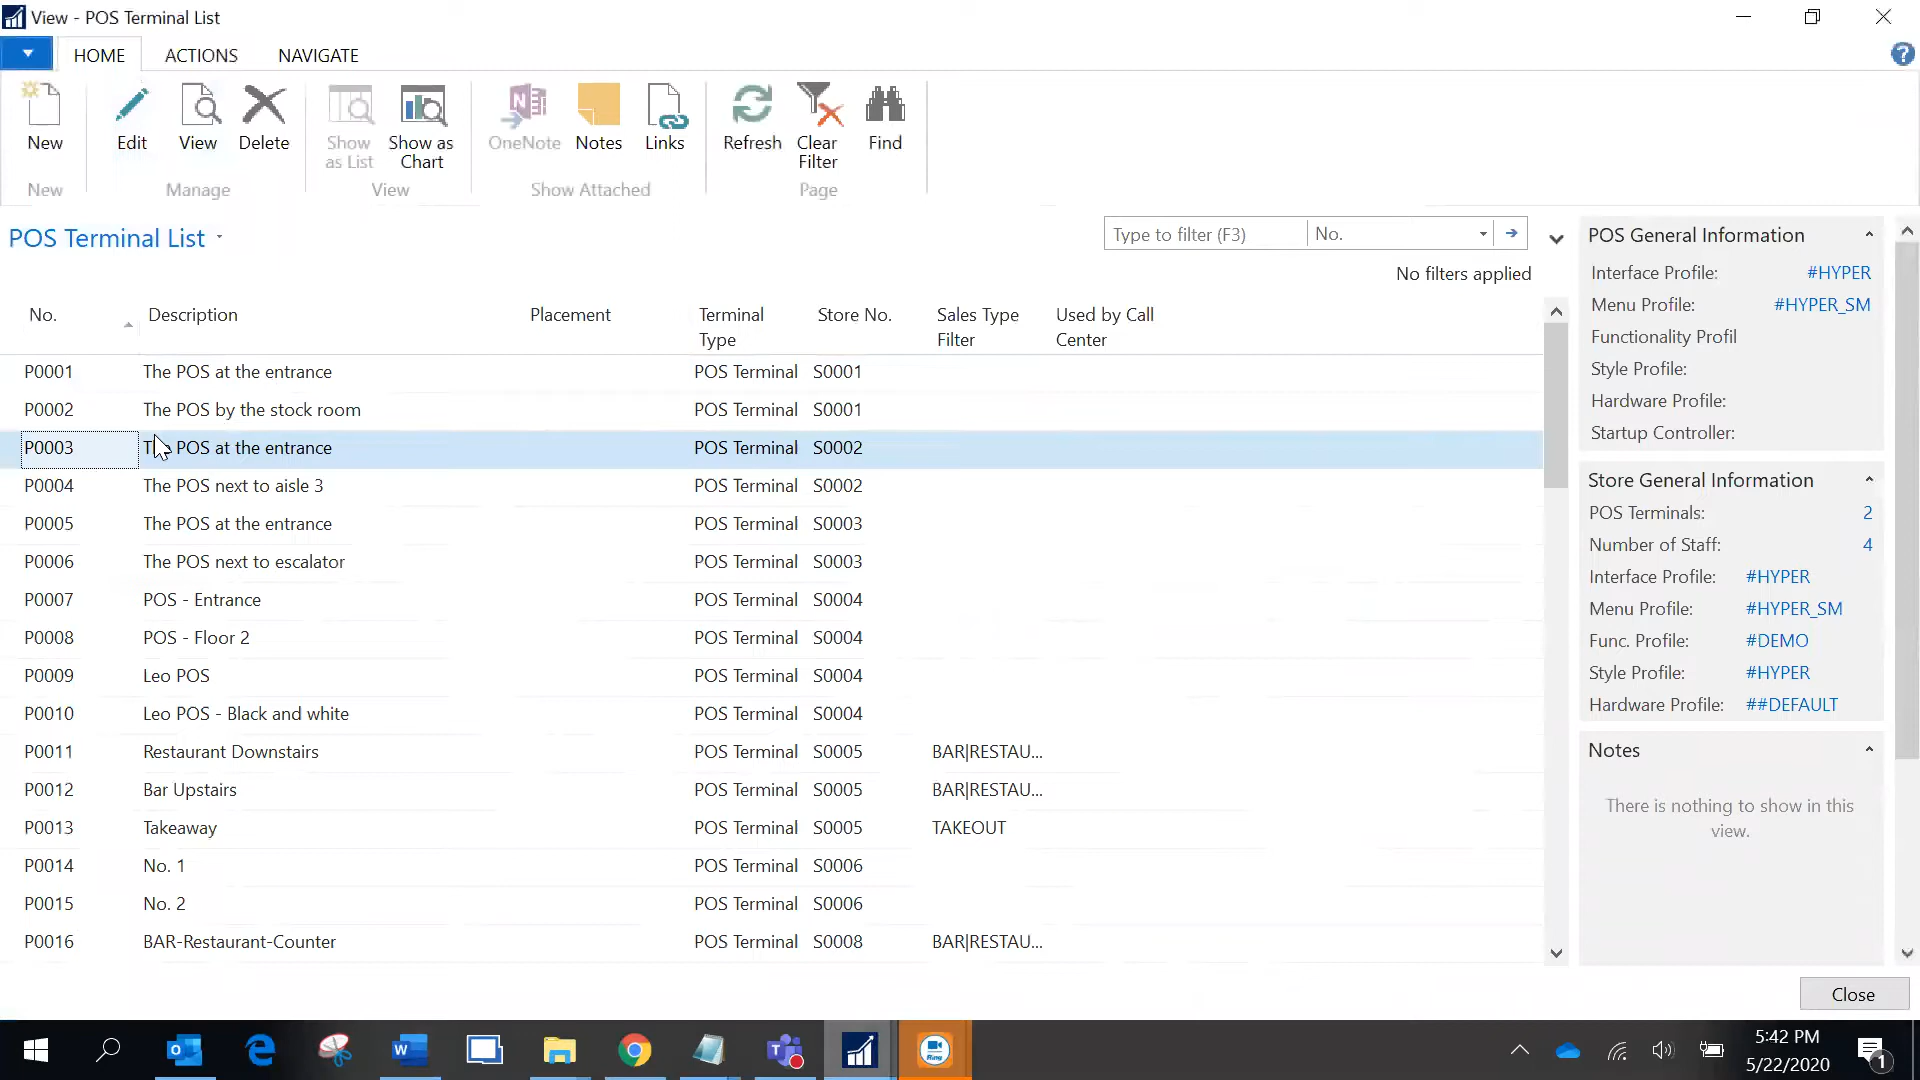 View - POS Terminal List
HOME ACTIONS NAVIGATE
New Edit View Delete Show as List Show as Chart OneNote Notes Links Refresh Clear Filter Find
New Manage View Show Attached Page
POS Terminal List
Type to filter (F3) No.
No filters applied
No. Description Placement Terminal Type Store No. Sales Type Filter Used by Call Center
P0001 The POS at the entrance POS Terminal S0001
P0002 The POS by the stock room POS Terminal S0001
P0003 The POS at the entrance POS Terminal S0002
P0004 The POS next to aisle 3 POS Terminal S0002
P0005 The POS at the entrance POS Terminal S0003
P0006 The POS next to escalator POS Terminal S0003
P0007 POS - Entrance POS Terminal S0004
P0008 POS - Floor 2 POS Terminal S0004
P0009 Leo POS POS Terminal S0004
P0010 Leo POS - Black and white POS Terminal S0004
P0011 Restaurant Downstairs POS Terminal S0005 BAR|RESTAU...
P0012 Bar Upstairs POS Terminal S0005 BAR|RESTAU...
P0013 Takeaway POS Terminal S0005 TAKEOUT
P0014 No. 1 POS Terminal S0006
P0015 No. 2 POS Terminal S0006
P0016 BAR-Restaurant-Counter POS Terminal S0008 BAR|RESTAU...
POS General Information
Interface Profile: #HYPER
Menu Profile: #HYPER_SM
Functionality Profil
Style Profile:
Hardware Profile:
Startup Controller:
Store General Information
POS Terminals: 2
Number of Staff: 4
Interface Profile: #HYPER
Menu Profile: #HYPER_SM
Func. Profile: #DEMO
Style Profile: #HYPER
Hardware Profile: ##DEFAULT
Notes
There is nothing to show in this
view.
Close
Ring
5:42 PM
5/22/2020
1